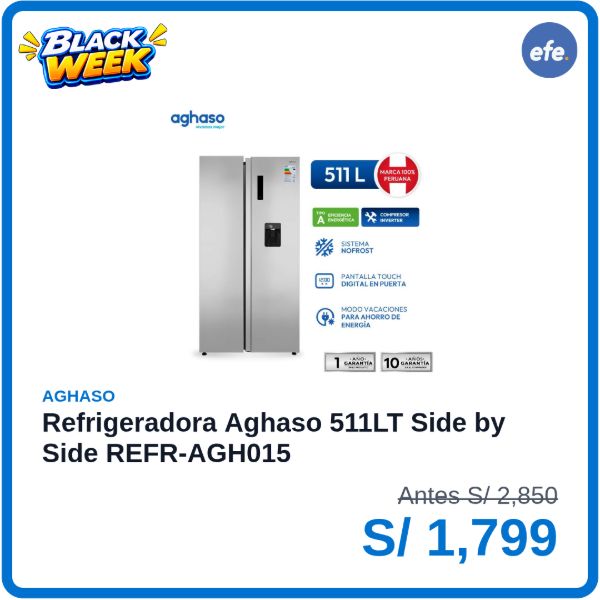 BLACK
WEEK
efe.
aghaso
511 L
MARCA 100%
PERUANA
TIPO
A
EFICIENCIA
ENERGÉTICA
COMPRESOR
INVERTER
SISTEMA
NOFROST
PANTALLA TOUCH
DIGITAL EN PUERTA
MODO VACACIONES
PARA AHORRO DE
ENERGÍA
1 AÑO
GARANTÍA
10 AÑOS
GARANTÍA
AGHASO
Refrigeradora Aghaso 511LT Side by
Side REFR-AGH015
Antes S/ 2,850
S/ 1,799